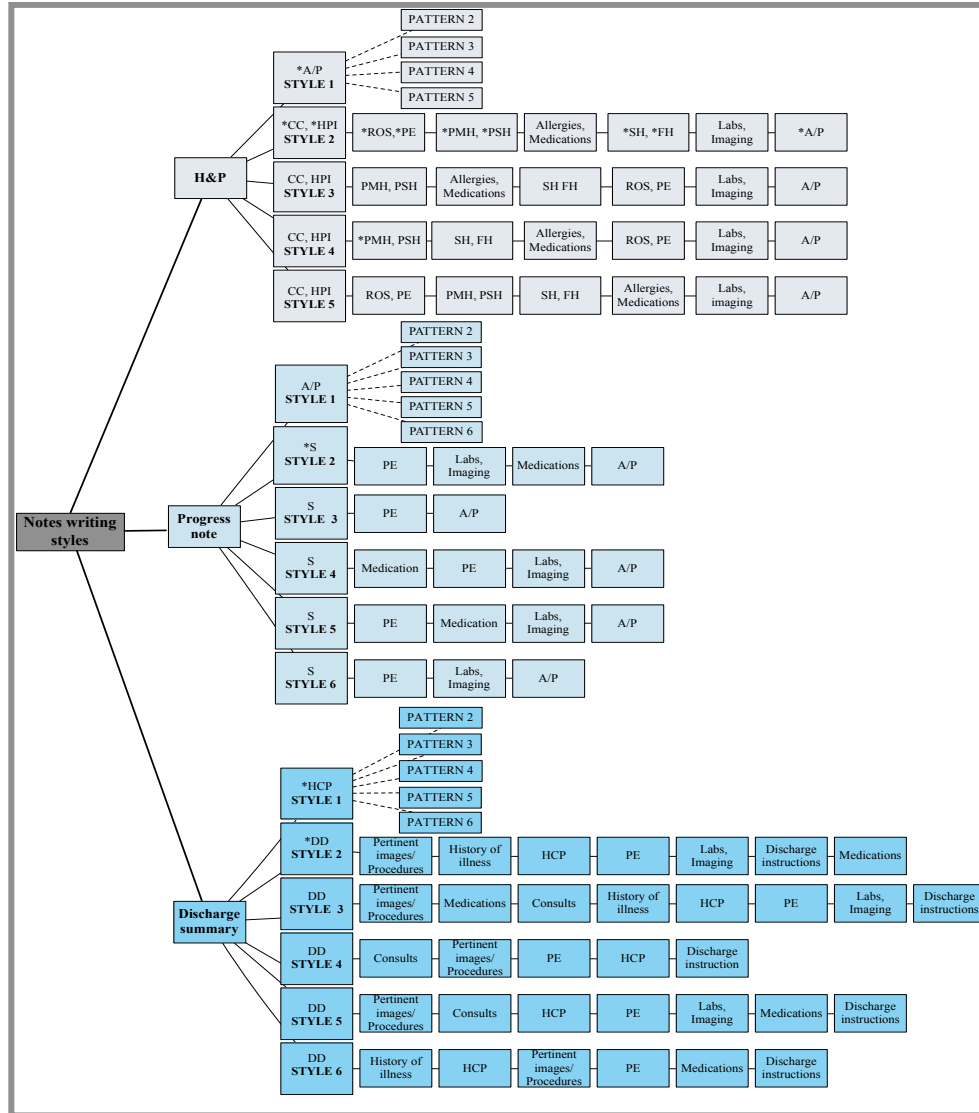 PATTERN 2
PATTERN 3
PATTERN 4
PATTERN 5
*A/P
STYLE 1
*CC, *HPI
STYLE 2
*ROS,*PE
*PMH, *PSH
Allergies,
Medications
*SH, *FH
Labs,
Imaging
*A/P
H&P
CC, HPI
STYLE 3
PMH, PSH
Allergies,
Medications
SH FH
ROS, PE
Labs,
Imaging
A/P
CC, HPI
STYLE 4
*PMH, PSH
SH, FH
Allergies,
Medications
ROS, PE
Labs,
Imaging
A/P
CC, HPI
STYLE 5
ROS, PE
PMH, PSH
SH, FH
Allergies,
Medications
Labs,
imaging
A/P
PATTERN 2
PATTERN 3
PATTERN 4
PATTERN 5
PATTERN 6
A/P
STYLE 1
*S
STYLE 2
PE
Labs,
Imaging
Medications
A/P
S
STYLE 3
PE
A/P
Notes writing
styles
Progress
note
S
STYLE 4
Medication
PE
Labs,
Imaging
A/P
S
STYLE 5
PE
Medication
Labs,
Imaging
A/P
S
STYLE 6
PE
Labs,
Imaging
A/P
PATTERN 2
PATTERN 3
PATTERN 4
PATTERN 5
PATTERN 6
*HCP
STYLE 1
*DD
STYLE 2
Pertinent
images/
Procedures
History of
illness
HCP
PE
Labs,
Imaging
Discharge
instructions
Medications
DD
STYLE 3
Pertinent
images/
Procedures
Medications
Consults
History of
illness
HCP
PE
Labs,
Imaging
Discharge
instructions
Discharge
summary
DD
STYLE 4
Consults
Pertinent
images/
Procedures
PE
HCP
Discharge
instruction
DD
STYLE 5
Pertinent
images/
Procedures
Consults
HCP
PE
Labs,
Imaging
Medications
Discharge
instructions
DD
STYLE 6
History of
illness
HCP
Pertinent
images/
Procedures
PE
Medications
Discharge
instructions